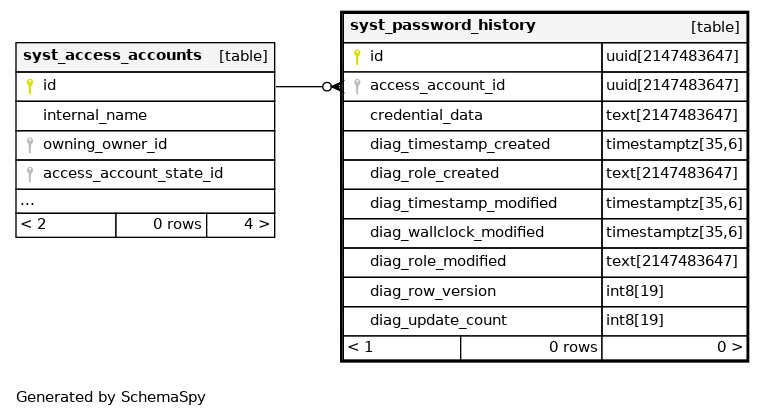 syst_access_accounts [table]
id
internal_name
owning_owner_id
access_account_state_id
...
< 2 0 rows 4 >
syst_password_history [table]
id uuid[2147483647]
access_account_id uuid[2147483647]
credential_data text[2147483647]
diag_timestamp_created timestamptz[35,6]
diag_role_created text[2147483647]
diag_timestamp_modified timestamptz[35,6]
diag_wallclock_modified timestamptz[35,6]
diag_role_modified text[2147483647]
diag_row_version int8[19]
diag_update_count int8[19]
< 1 0 rows 0 >
Generated by SchemaSpy